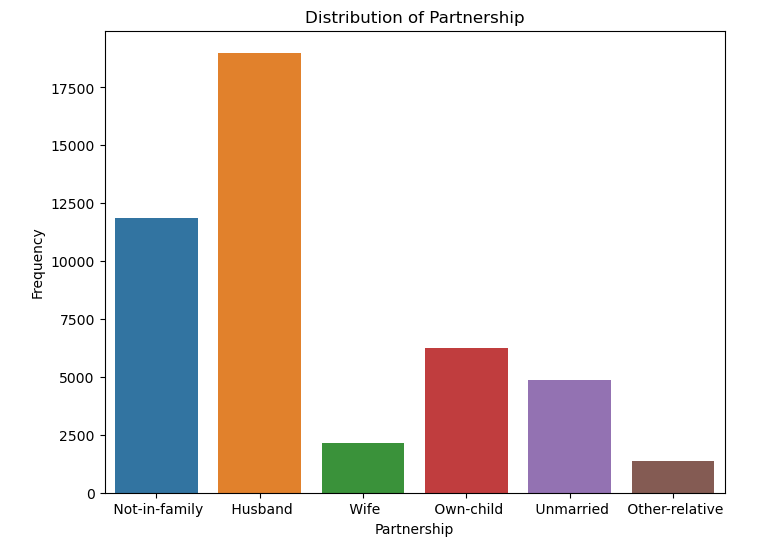 Distribution of Partnership
17500
15000
12500
10000
7500
5000
2500
0
Frequency
Not-in-family Husband Wife Own-child Unmarried Other-relative
Partnership